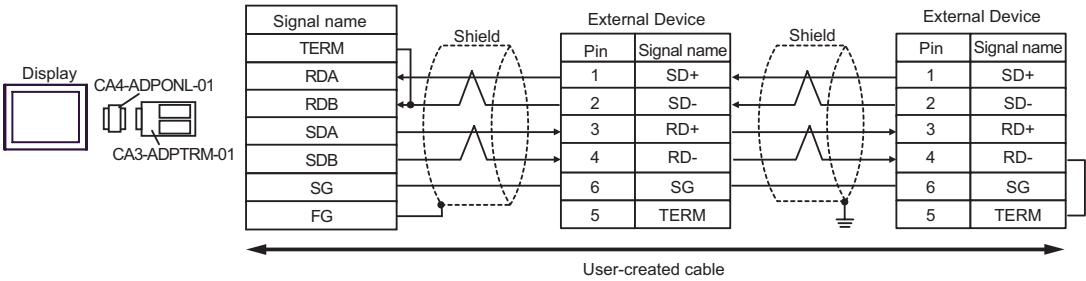 Display
CA4-ADPONL-01
CA3-ADPTRM-01
Signal name
TERM
RDA
RDB
SDA
SDB
SG
FG
Shield
External Device
Pin Signal name
1 SD+
2 SD-
3 RD+
4 RD-
6 SG
5 TERM
Shield
External Device
Pin Signal name
1 SD+
2 SD-
3 RD+
4 RD-
6 SG
5 TERM
User-created cable